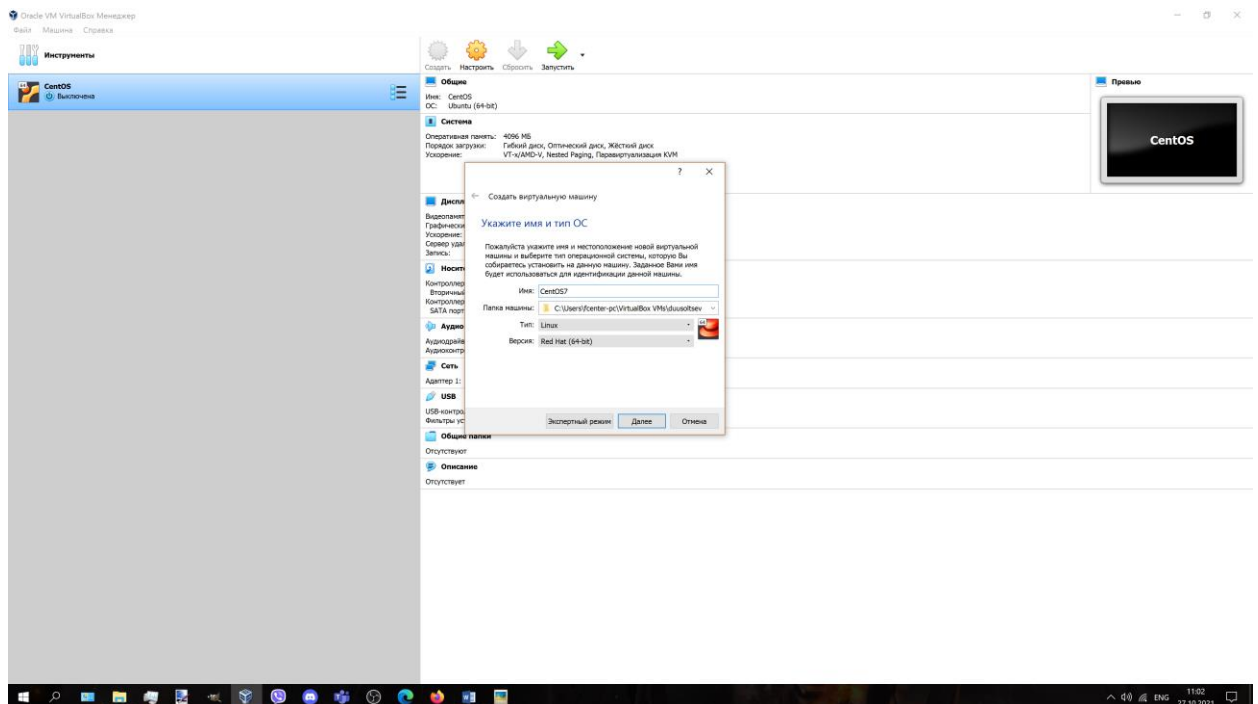 Oracle VM VirtualBox Менеджер
Файл Машина Справка
Инструменты
Создать Настроить Сбросить Запустить
CentOS
Выключена
Общие
Имя: CentOS
ОС: Ubuntu (64-bit)
Система
Оперативная память: 4096 МБ
Порядок загрузки: Гибкий диск, Оптический диск, Жёсткий диск
Ускорение: VT-x/AMD-V, Nested Paging, Паравиртуализация KVM
Превью
CentOS
Диспл
Видеопамят
Графически
Ускорение:
Сервер удал
Запись:
Носит
Контроллер
Вторичный
Контроллер
SATA порт
Аудио
Аудиодрайв
Аудиоконтр
Сеть
Адаптер 1:
USB
USB-контро
Фильтры ус
Общие папки
Отсутствуют
Описание
Отсутствует
? ×
← Создать виртуальную машину
Укажите имя и тип ОС
Пожалуйста укажите имя и местоположение новой виртуальной
машины и выберите тип операционной системы, которую Вы
собираетесь установить на данную машину. Заданное Вами имя
будет использоваться для идентификации данной машины.
Имя: CentOS7
Папка машины: C:\Users\fcenter-pc\VirtualBox VMs\duusoltsev
Тип: Linux
Версия: Red Hat (64-bit)
Экспертный режим Далее Отмена
ENG 11:02
27.10.2021